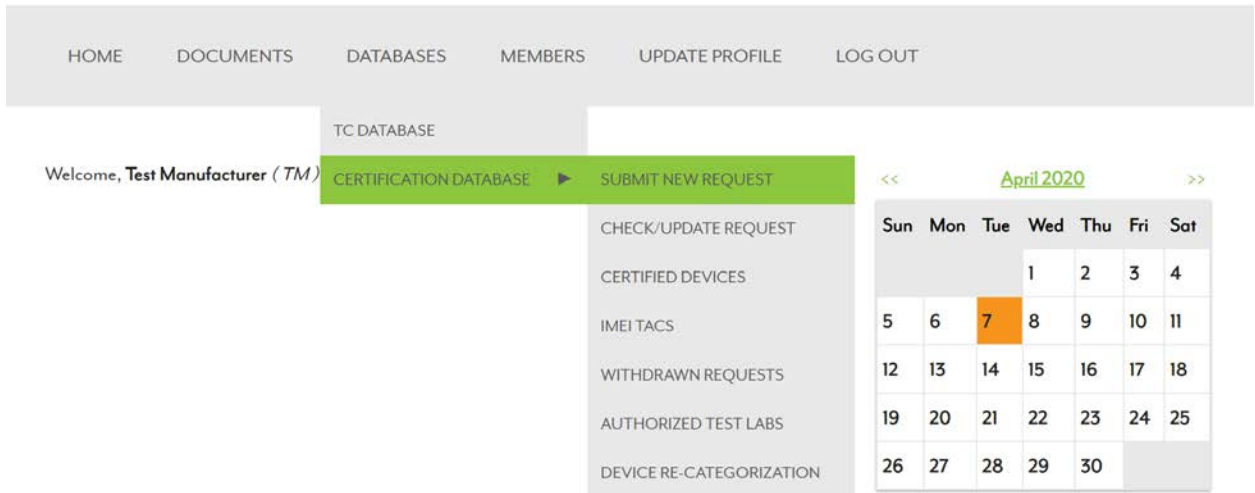 HOME DOCUMENTS DATABASES MEMBERS UPDATE PROFILE LOG OUT
TC DATABASE
Welcome, Test Manufacturer ( TM )
CERTIFICATION DATABASE ►
SUBMIT NEW REQUEST
CHECK/UPDATE REQUEST
CERTIFIED DEVICES
IMEI TACS
WITHDRAWN REQUESTS
AUTHORIZED TEST LABS
DEVICE RE-CATEGORIZATION
<< April 2020 >>
Sun Mon Tue Wed Thu Fri Sat
1 2 3 4
5 6 7 8 9 10 11
12 13 14 15 16 17 18
19 20 21 22 23 24 25
26 27 28 29 30